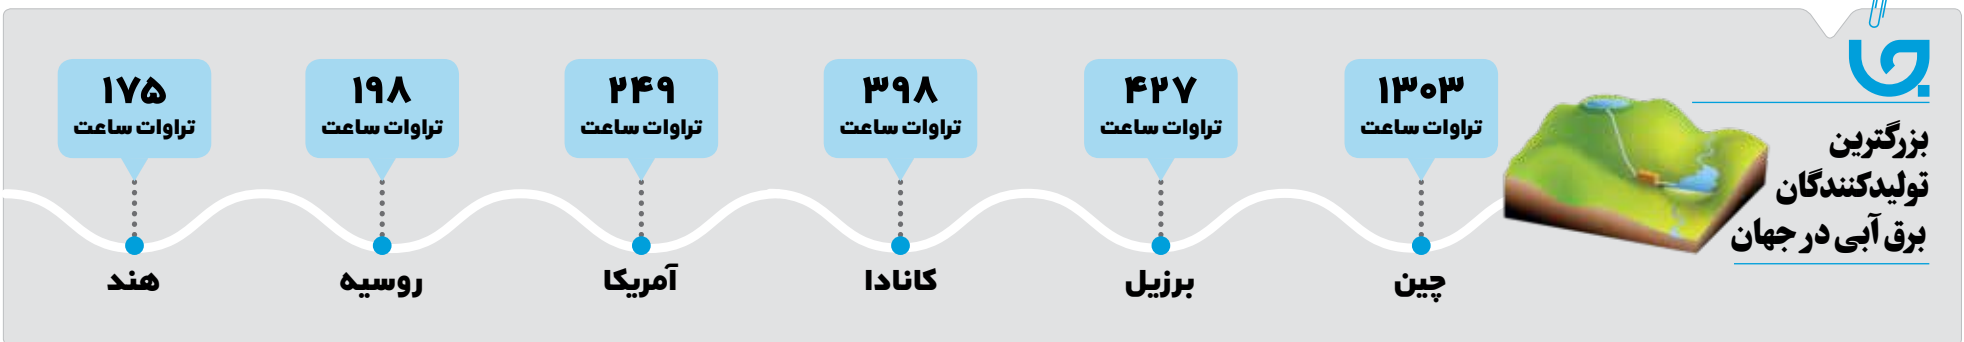 بزرگترین
تولیدکنندگان
برق آبی در جهان
۱۳۰۳
تراوات ساعت
چین
۴۲۷
تراوات ساعت
برزیل
۳۹۸
تراوات ساعت
کانادا
۲۴۹
تراوات ساعت
آمریکا
۱۹۸
تراوات ساعت
روسیه
۱۷۵
تراوات ساعت
هند